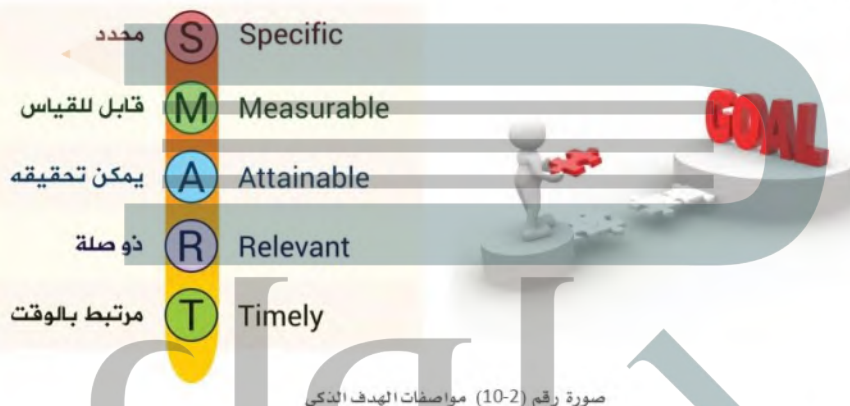 محدد S Specific
قابل للقياس M Measurable
يمكن تحقيقه A Attainable
ذو صلة R Relevant
مرتبط بالوقت T Timely
GOAL
صورة رقم (2-10) مواصفات الهدف الذكي